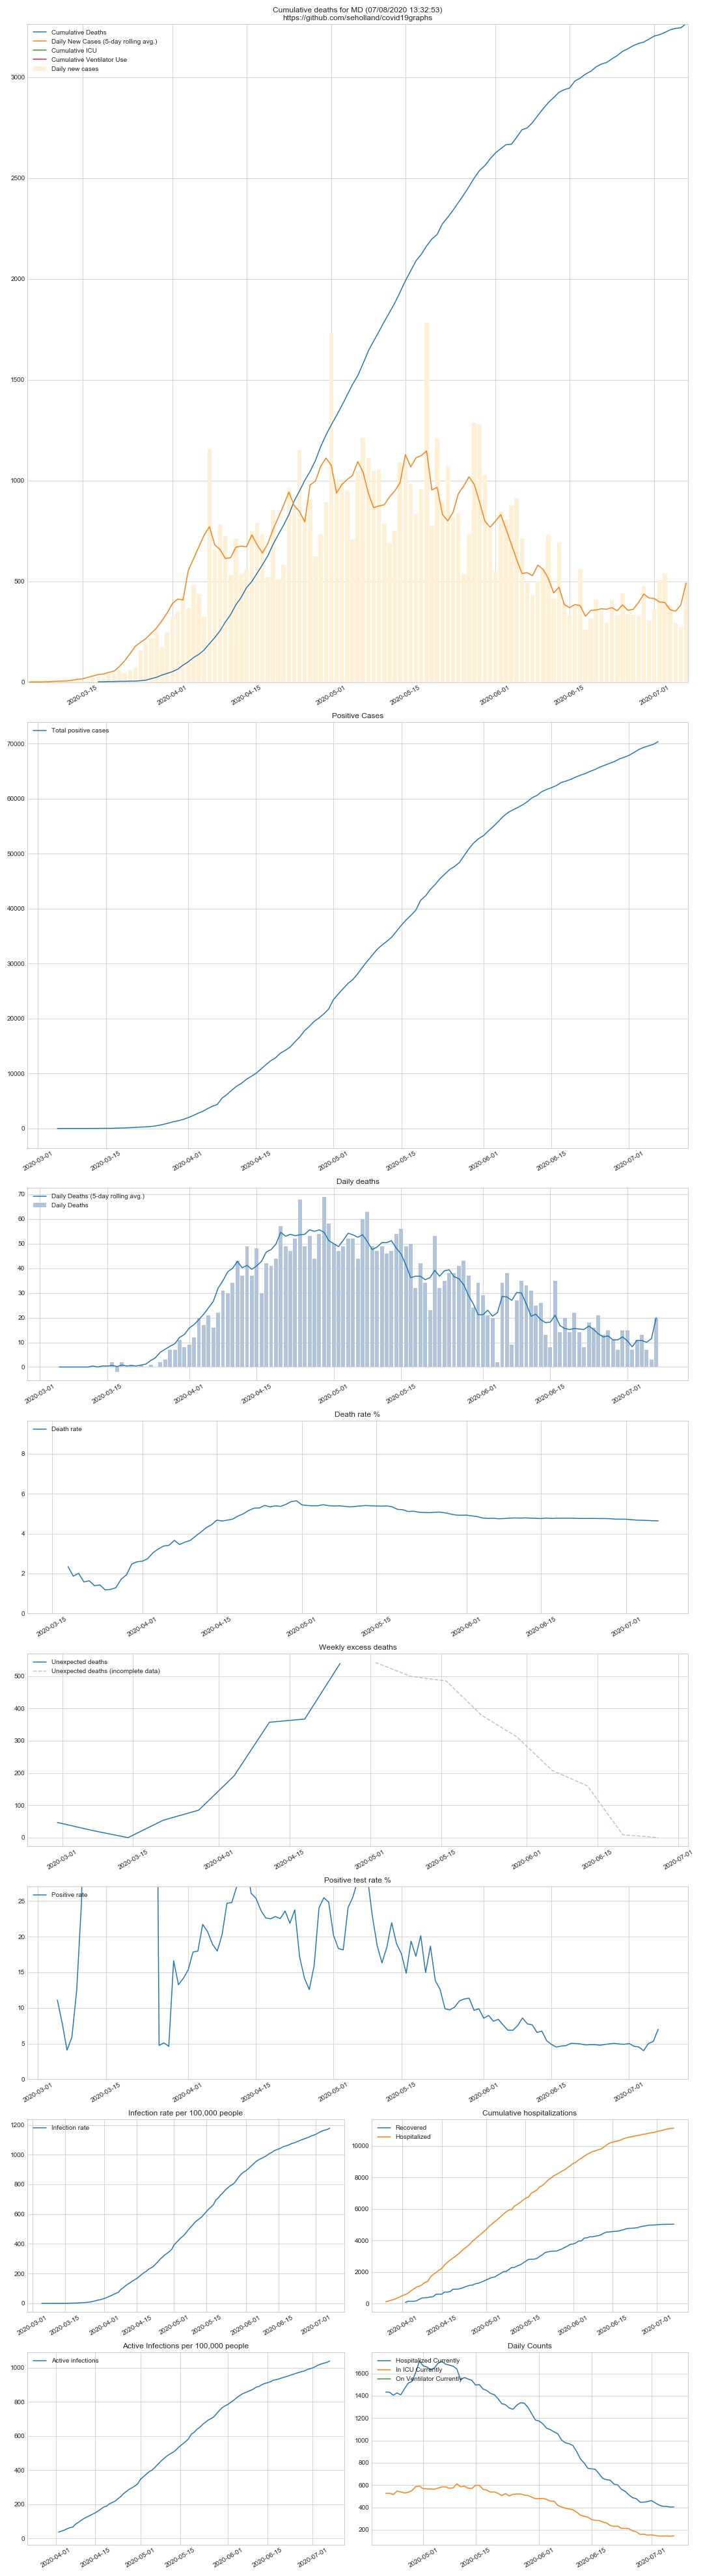 Cumulative deaths for MD (07/08/2020 13:32:53)
https://github.com/seholland/covid19graphs
Cumulative Deaths
Daily New Cases (5-day rolling avg.)
Cumulative ICU
Cumulative Ventilator Use
Daily new cases
3000
2500
2000
1500
1000
500
0
2020-03-15 2020-04-01 2020-04-15 2020-05-01 2020-05-15 2020-06-01 2020-06-15 2020-07-01
Positive Cases
Total positive cases
70000
60000
50000
40000
30000
20000
10000
0
2020-03-01 2020-03-15 2020-04-01 2020-04-15 2020-05-01 2020-05-15 2020-06-01 2020-06-15 2020-07-01
Daily deaths
Daily Deaths (5-day rolling avg.)
Daily Deaths
70
60
50
40
30
20
10
0
2020-03-01 2020-03-15 2020-04-01 2020-04-15 2020-05-01 2020-05-15 2020-06-01 2020-06-15 2020-07-01
Death rate %
Death rate
8
6
4
2
0
2020-03-15 2020-04-01 2020-04-15 2020-05-01 2020-05-15 2020-06-01 2020-06-15 2020-07-01
Weekly excess deaths
Unexpected deaths
Unexpected deaths (incomplete data)
500
400
300
200
100
0
2020-03-01 2020-03-15 2020-04-01 2020-04-15 2020-05-01 2020-06-01 2020-06-15 2020-07-01
Positive test rate %
Positive rate
25
20
15
10
5
0
2020-03-01 2020-03-15 2020-04-01 2020-04-15 2020-05-01 2020-05-15 2020-06-01 2020-06-15 2020-07-01
Infection rate per 100,000 people
Infection rate
1200
1000
800
600
400
200
0
2020-03-01 2020-03-15 2020-04-01 2020-04-15 2020-05-01 2020-05-15 2020-06-01 2020-06-15 2020-07-01
Cumulative hospitalizations
Recovered
Hospitalized
10000
8000
6000
4000
2000
0
2020-04-01 2020-04-15 2020-05-01 2020-05-15 2020-06-01 2020-06-15 2020-07-01
Active Infections per 100,000 people
Active infections
1000
800
600
400
200
0
2020-04-01 2020-04-15 2020-05-01 2020-05-15 2020-06-01 2020-06-15 2020-07-01
Daily Counts
Hospitalized Currently
In ICU Currently
On Ventilator Currently
1600
1400
1200
1000
800
600
400
200
2020-05-01 2020-05-15 2020-06-01 2020-06-15 2020-07-01